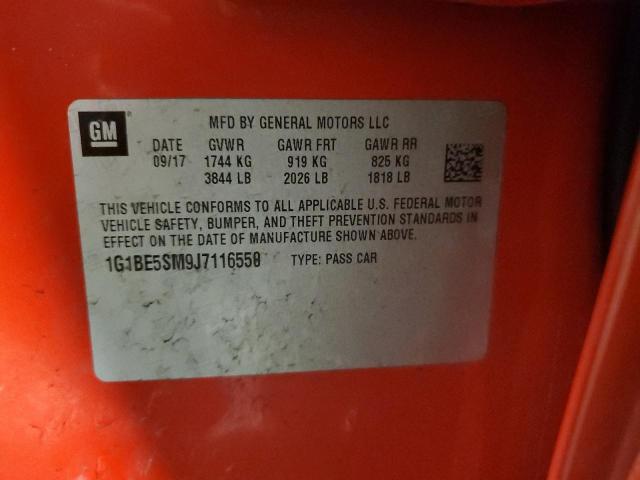 GM
MFD BY GENERAL MOTORS LLC
DATE GVWR GAWR FRT GAWR RR
09/17 1744 KG 919 KG 825 KG
3844 LB 2026 LB 1818 LB
THIS VEHICLE CONFORMS TO ALL APPLICABLE U.S. FEDERAL MOTOR
VEHICLE SAFETY, BUMPER, AND THEFT PREVENTION STANDARDS IN
EFFECT ON THE DATE OF MANUFACTURE SHOWN ABOVE.
1G1BE5SM9J7116550 TYPE: PASS CAR